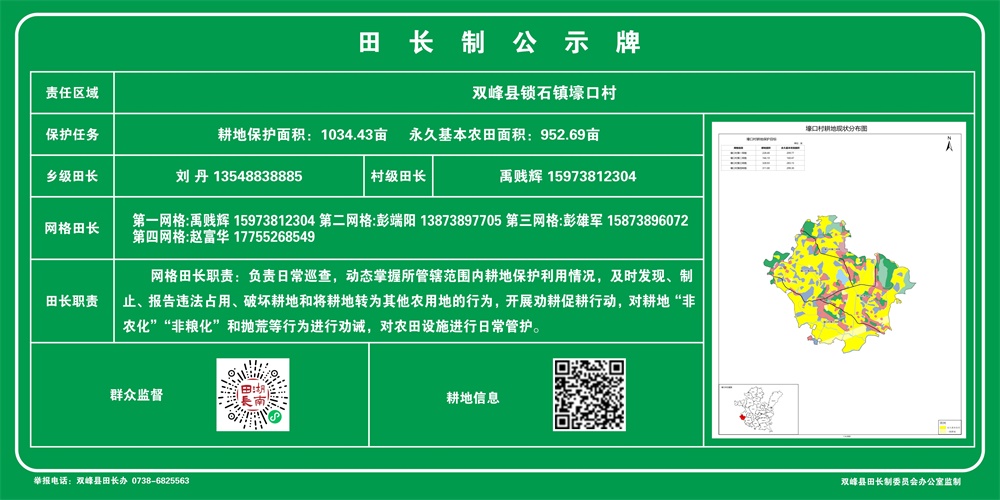 田长制公示牌
责任区域
双峰县锁石镇壕口村
保护任务
耕地保护面积：1034.43亩 永久基本农田面积：952.69亩
乡级田长
刘 丹 13548838885
村级田长
禹贱辉 15973812304
网格田长
第一网格:禹贱辉 15973812304 第二网格:彭端阳 13873897705 第三网格:彭雄军 15873896072
第四网格:赵富华 17755268549
田长职责
网格田长职责：负责日常巡查，动态掌握所管辖范围内耕地保护利用情况，及时发现、制
止、报告违法占用、破坏耕地和将耕地转为其他农用地的行为，开展劝耕促耕行动，对耕地“非
农化”“非粮化”和抛荒等行为进行劝诫，对农田设施进行日常管护。
群众监督
湖南田长
耕地信息
壕口村耕地现状分布图
N
举报电话：双峰县田长办 0738-6825563
双峰县田长制委员会办公室监制